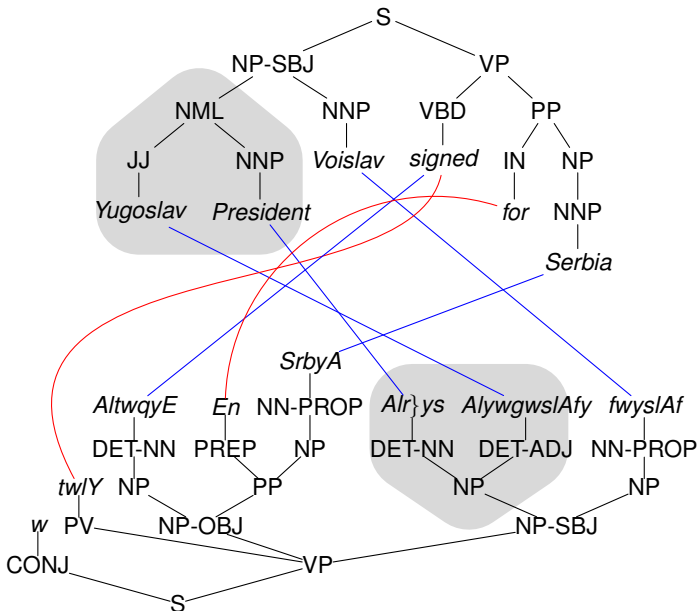 S
NP-SBJ VP
NML NNP VBD PP
JJ NNP Voislav signed IN NP
Yugoslav President for NNP
Serbia
SrbyA
AltwqyE En NN-PROP Alr}ys AlywgwslAfy fwyslAf
DET-NN PREP NP DET-NN DET-ADJ NN-PROP
twlY NP PP NP NP
w PV NP-OBJ NP-SBJ
CONJ VP
S